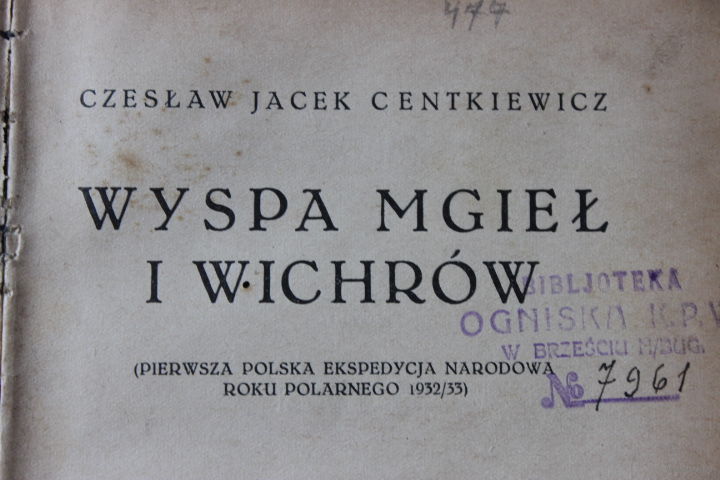 477
CZESŁAW JACEK CENTKIEWICZ
WYSPA MGIEŁ
I WICHRÓW
BIBLJOTEKA
OGNISKA K.P.W
W BRZEŚCIU N/BUG.
(PIERWSZA POLSKA EKSPEDYCJA NARODOWA
ROKU POLARNEGO 1932/33)
№ 7961